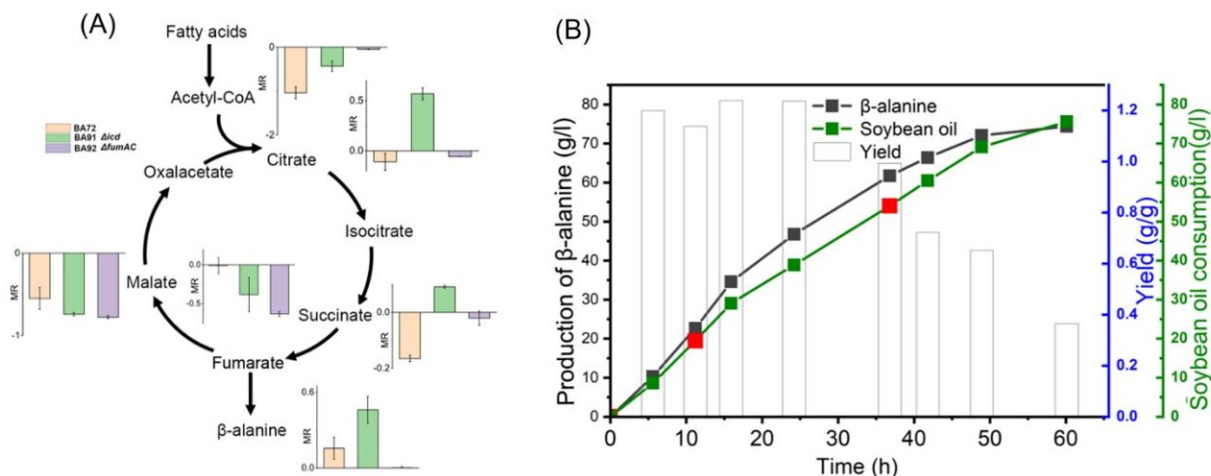 (A)
Fatty acids
Acetyl-CoA
Citrate
Oxalacetate
Isocitrate
Malate
Succinate
Fumarate
β-alanine
BA72
BA91 Δicd
BA92 ΔfumAC
0
MR
-2
0.5
MR
0.0
0
MR
-1
0.0
MR
-0.5
MR
0.0
-0.2
0.6
MR
0.0
(B)
Production of β-alanine (g/l)
80
70
60
50
40
30
20
10
0
β-alanine
Soybean oil
Yield
0 10 20 30 40 50 60
Time (h)
1.2
1.0
0.8
0.6
0.4
0.2
0.0
Yield (g/g)
80
70
60
50
40
30
20
10
0
Soybean oil consumption(g/l)